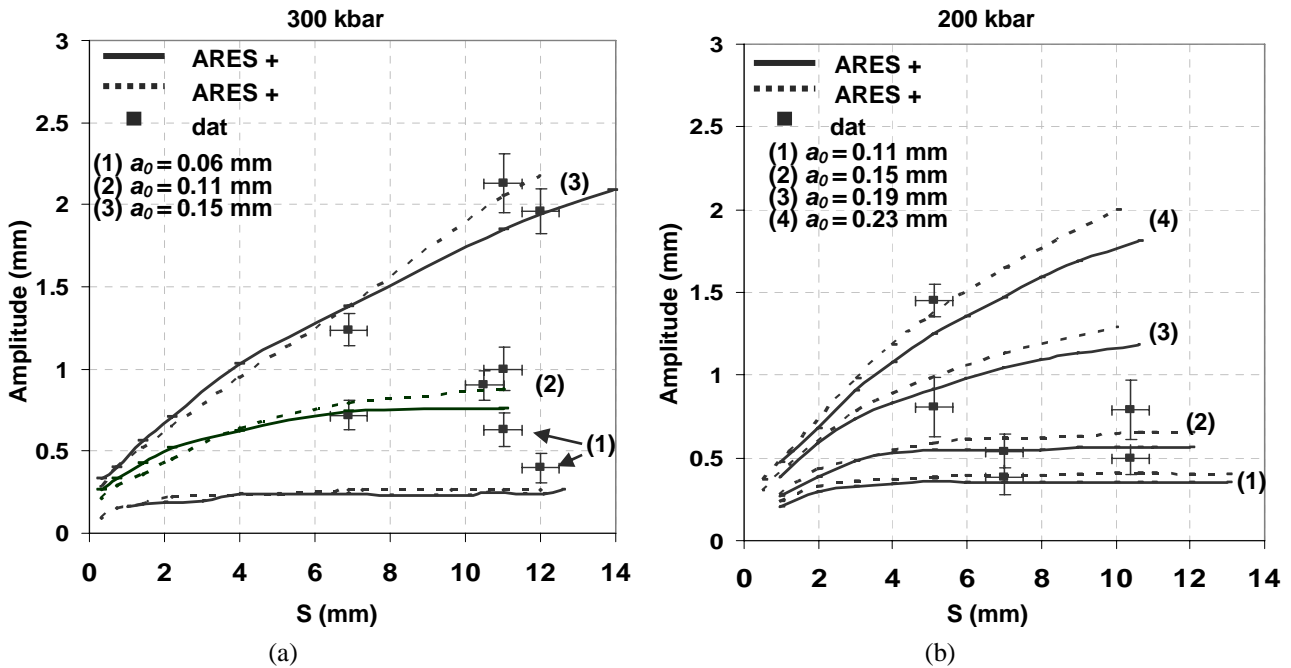 300 kbar
3
2.5
2
1.5
1
0.5
0
Amplitude (mm)
ARES +
ARES +
dat
(1) a0 = 0.06 mm
(2) a0 = 0.11 mm
(3) a0 = 0.15 mm
(3)
(2)
(1)
0 2 4 6 8 10 12 14
S (mm)
(a)
200 kbar
3
2.5
2
1.5
1
0.5
0
Amplitude (mm)
ARES +
ARES +
dat
(1) a0 = 0.11 mm
(2) a0 = 0.15 mm
(3) a0 = 0.19 mm
(4) a0 = 0.23 mm
(4)
(3)
(2)
(1)
0 2 4 6 8 10 12 14
S (mm)
(b)